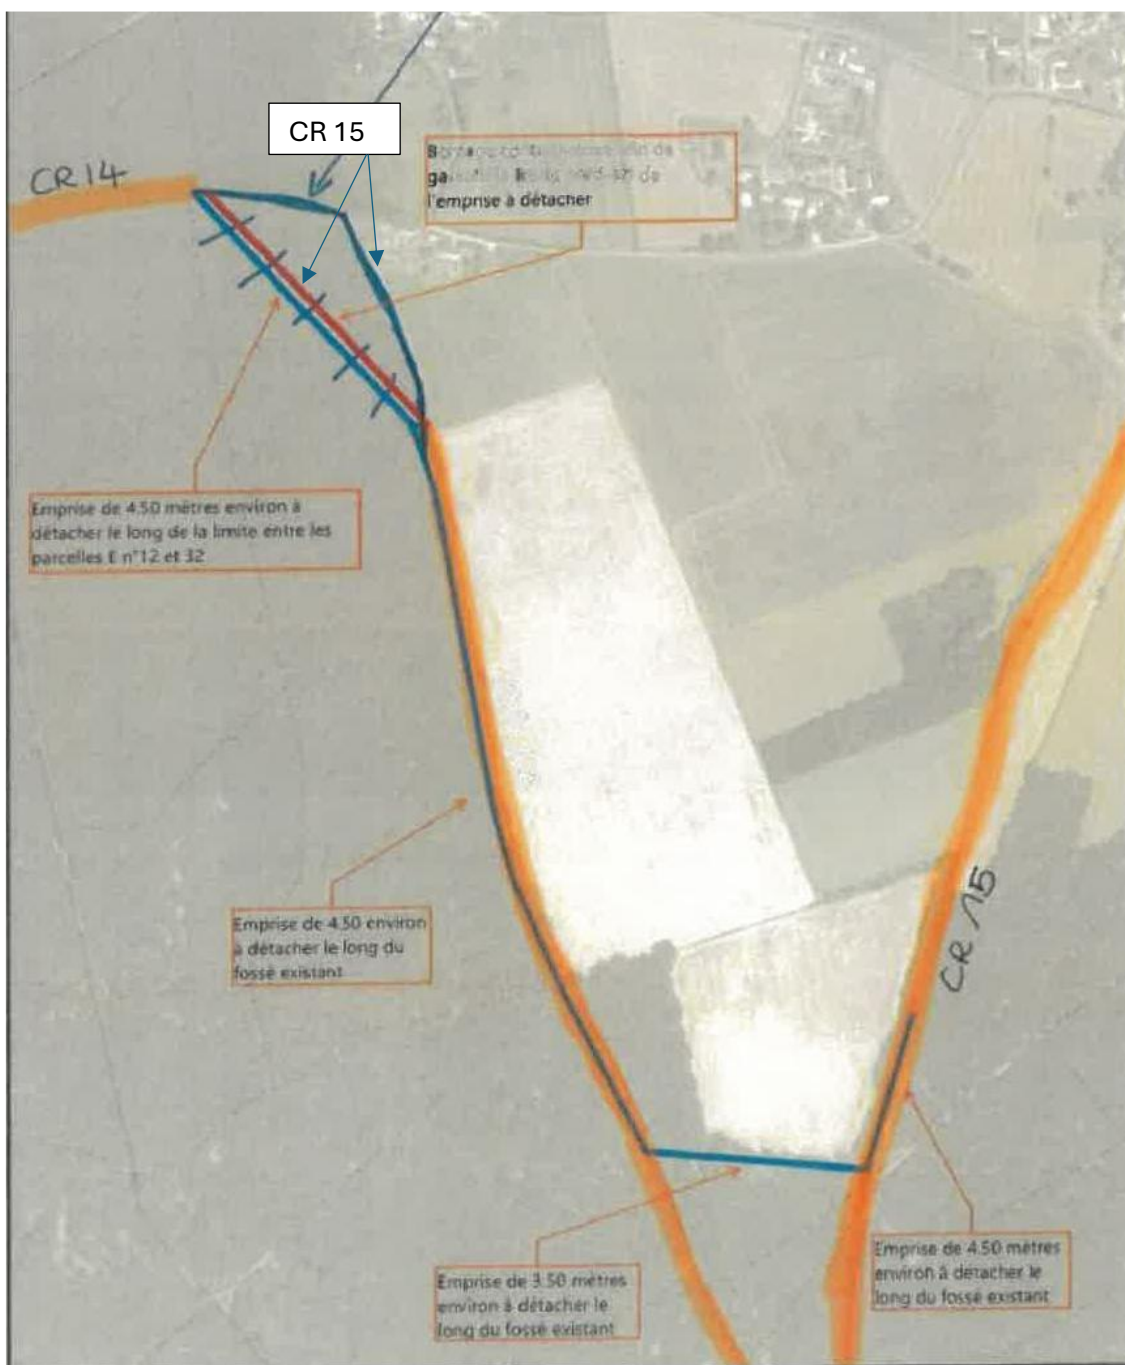 CR 15
CR 14
B
ga
l'emprise à détacher
Emprise de 4.50 mètres environ à
détacher le long de la limite entre les
parcelles E n°12 et 32
Emprise de 4.50 environ
à détacher le long du
fossé existant
CR 15
Emprise de 3.50 mètres
environ à détacher le
long du fossé existant
Emprise de 4.50 mètres
environ à détacher le
long du fossé existant